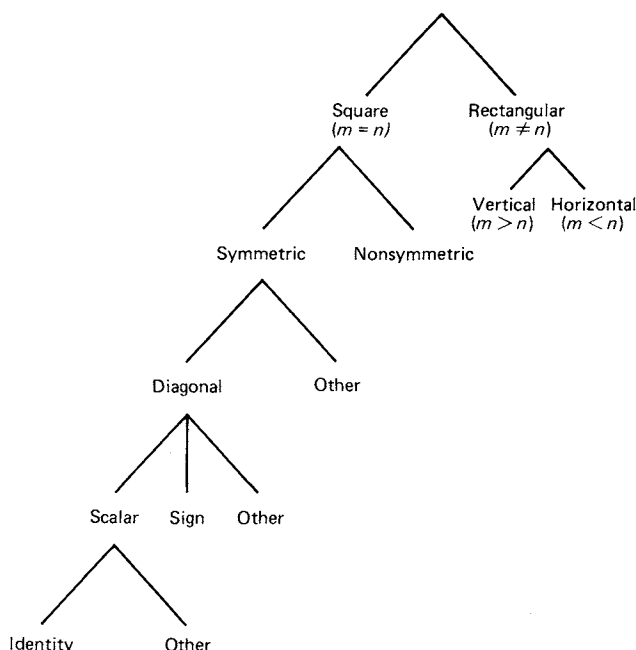 Square Rectangular
(m = n) (m ≠ n)
Vertical Horizontal
(m > n) (m < n)
Symmetric Nonsymmetric
Diagonal Other
Scalar Sign Other
Identity Other